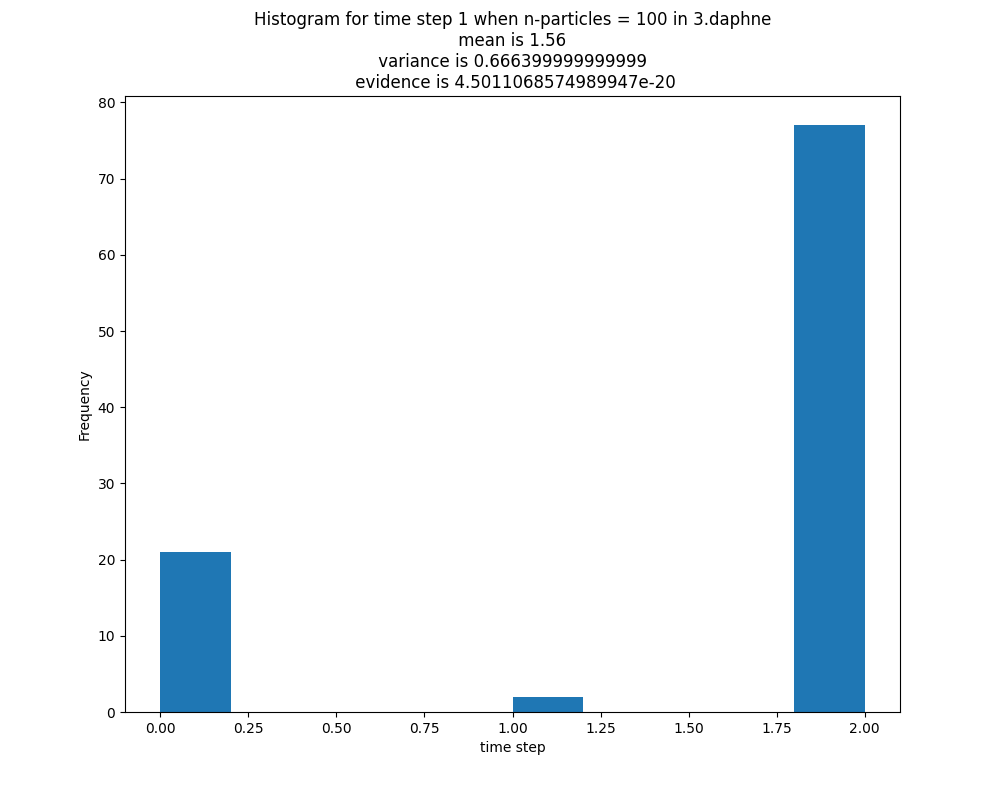 Histogram for time step 1 when n-particles = 100 in 3.daphne
mean is 1.56
variance is 0.666399999999999
evidence is 4.5011068574989947e-20
80
70
60
50
40
30
20
10
0
Frequency
0.00 0.25 0.50 0.75 1.00 1.25 1.50 1.75 2.00
time step